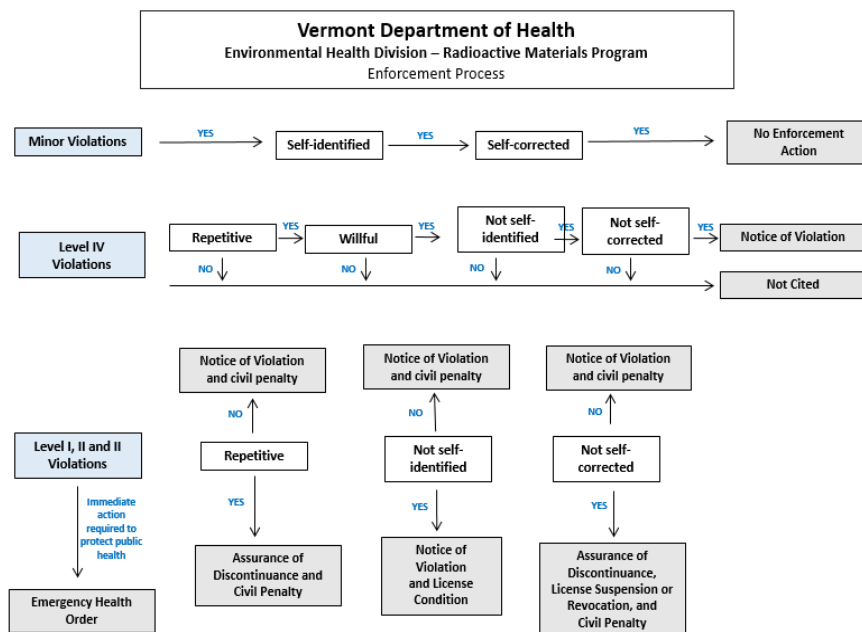 Vermont Department of Health
Environmental Health Division – Radioactive Materials Program
Enforcement Process
Minor Violations
YES
Self-identified
YES
Self-corrected
YES
No Enforcement
Action
Level IV
Violations
Repetitive
YES
Willful
YES
Not self-
identified
YES
Not self-
corrected
YES
Notice of Violation
NO
NO
NO
NO
Not Cited
Notice of Violation
and civil penalty
Notice of Violation
and civil penalty
Notice of Violation
and civil penalty
NO
NO
NO
Level I, II and II
Violations
Repetitive
Not self-
identified
Not self-
corrected
Immediate
action
required to
protect public
health
YES
YES
YES
Emergency Health
Order
Assurance of
Discontinuance and
Civil Penalty
Notice of
Violation
and License
Condition
Assurance of
Discontinuance,
License Suspension or
Revocation, and
Civil Penalty